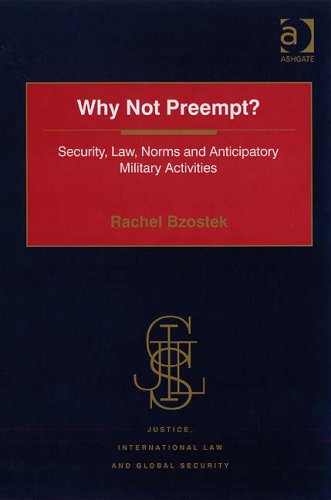 a
ASHGATE
Why Not Preempt?
Security, Law, Norms and Anticipatory
Military Activities
Rachel Bzostek
JUSTICE,
INTERNATIONAL LAW
AND GLOBAL SECURITY